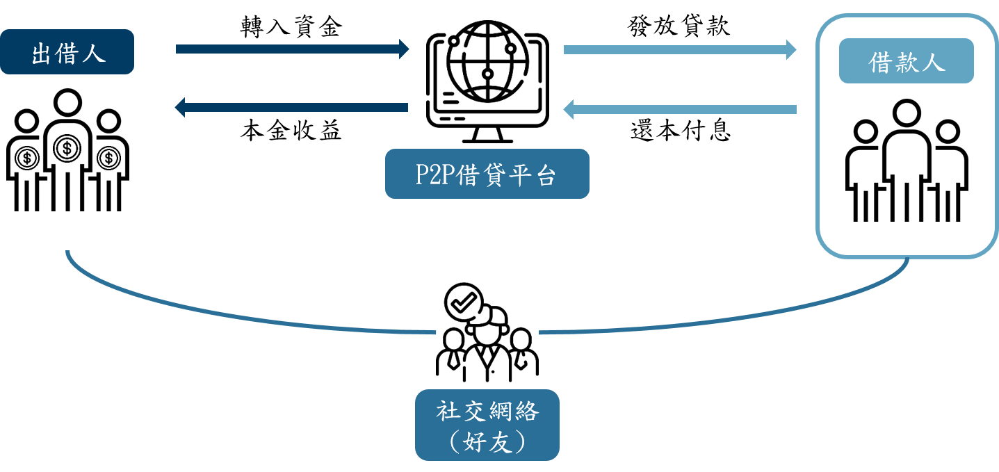 轉入資金
發放貸款
出借人
借款人
本金收益
還本付息
P2P借貸平台
社交網絡
（好友）